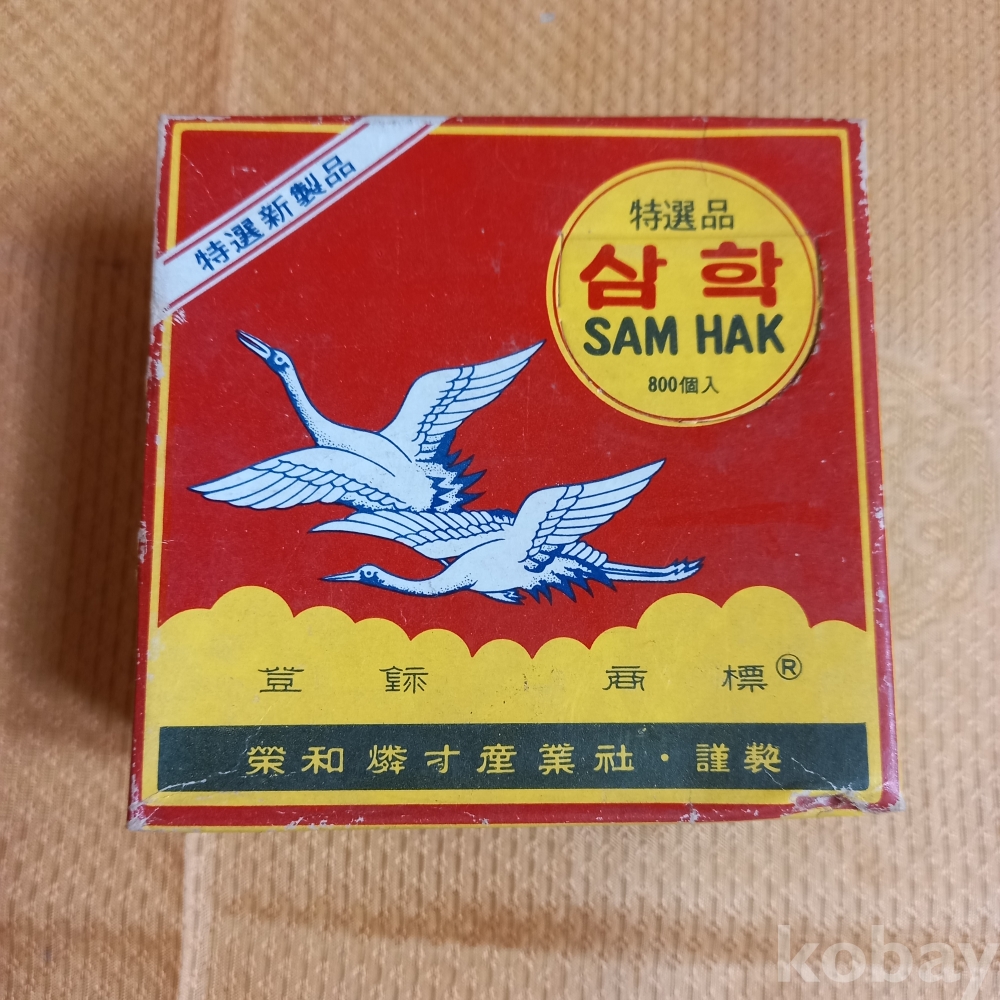 特選新製品
特選品
삼학
SAM HAK
800個入
登錄商標®
榮和燐寸産業社・謹製
kobay